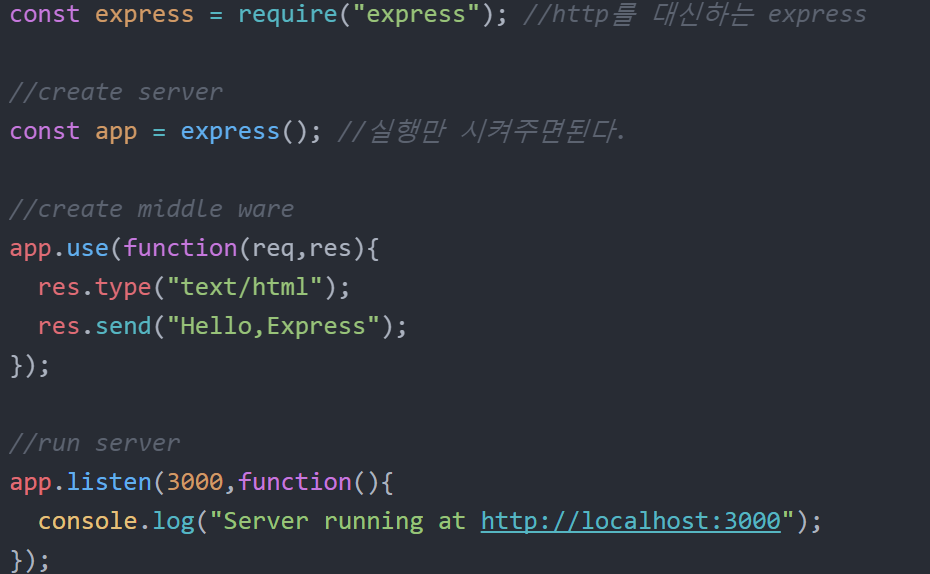 const express = require("express"); //http를 대신하는 express
//create server
const app = express(); //실행만 시켜주면된다.
//create middle ware
app.use(function(req,res){
  res.type("text/html");
  res.send("Hello,Express");
});
//run server
app.listen(3000,function(){
  console.log("Server running at http://localhost:3000");
});